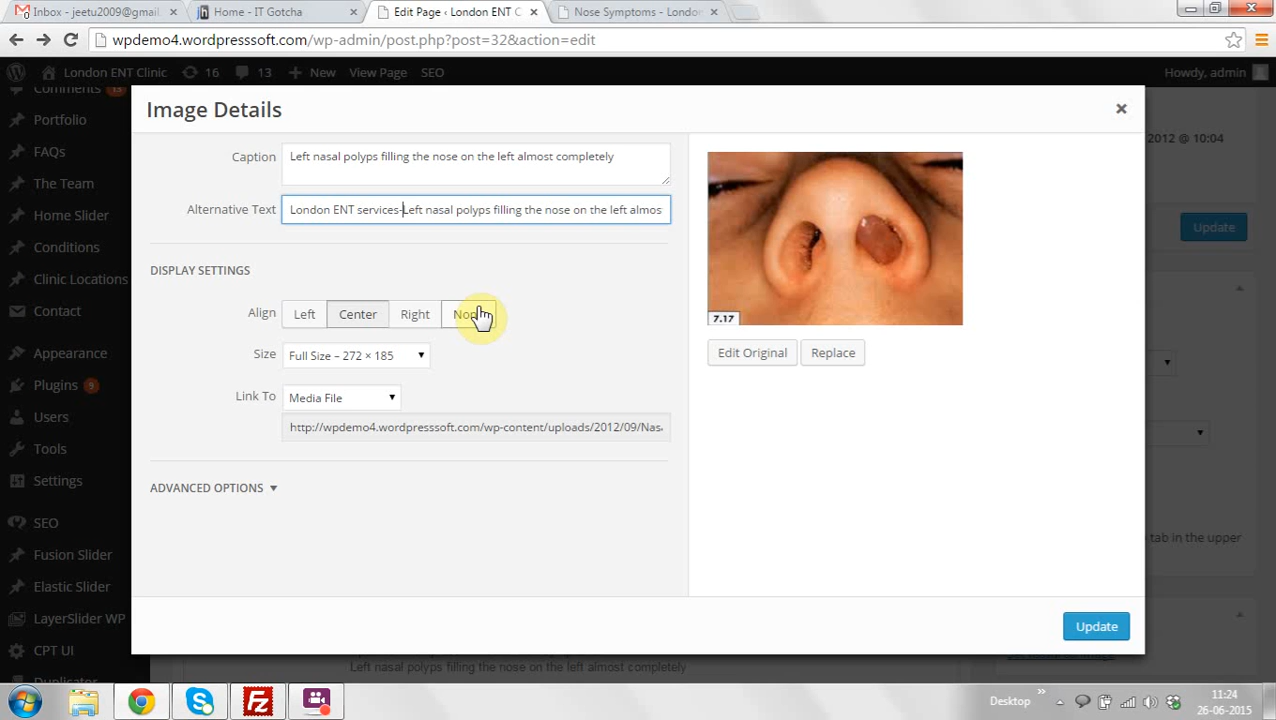 Inbox - jeetu2009@gmail.
Home - IT Gotcha
Edit Page ‹ London ENT C
Nose Symptoms - Londo
wpdemo4.wordpresssoft.com/wp-admin/post.php?post=32&action=edit
London ENT Clinic 16 13 New View Page SEO
Howdy, admin
Comments 13
Portfolio
FAQs
The Team
Home Slider
Conditions
Clinic Locations
Contact
Appearance
Plugins 9
Users
Tools
Settings
SEO
Fusion Slider
Elastic Slider
LayerSlider WP
CPT UI
Image Details
Caption
Left nasal polyps filling the nose on the left almost completely
Alternative Text
London ENT services-Left nasal polyps filling the nose on the left almos
DISPLAY SETTINGS
Align Left Center Right
Size Full Size – 272 × 185
Link To Media File
http://wpdemo4.wordpresssoft.com/wp-content/uploads/2012/09/Nas
ADVANCED OPTIONS
7.17
Edit Original Replace
Update
2012 @ 10:04
Update
tab in the upper
Left nasal polyps filling the nose on the left almost completely
Desktop
11:24
26-06-2015